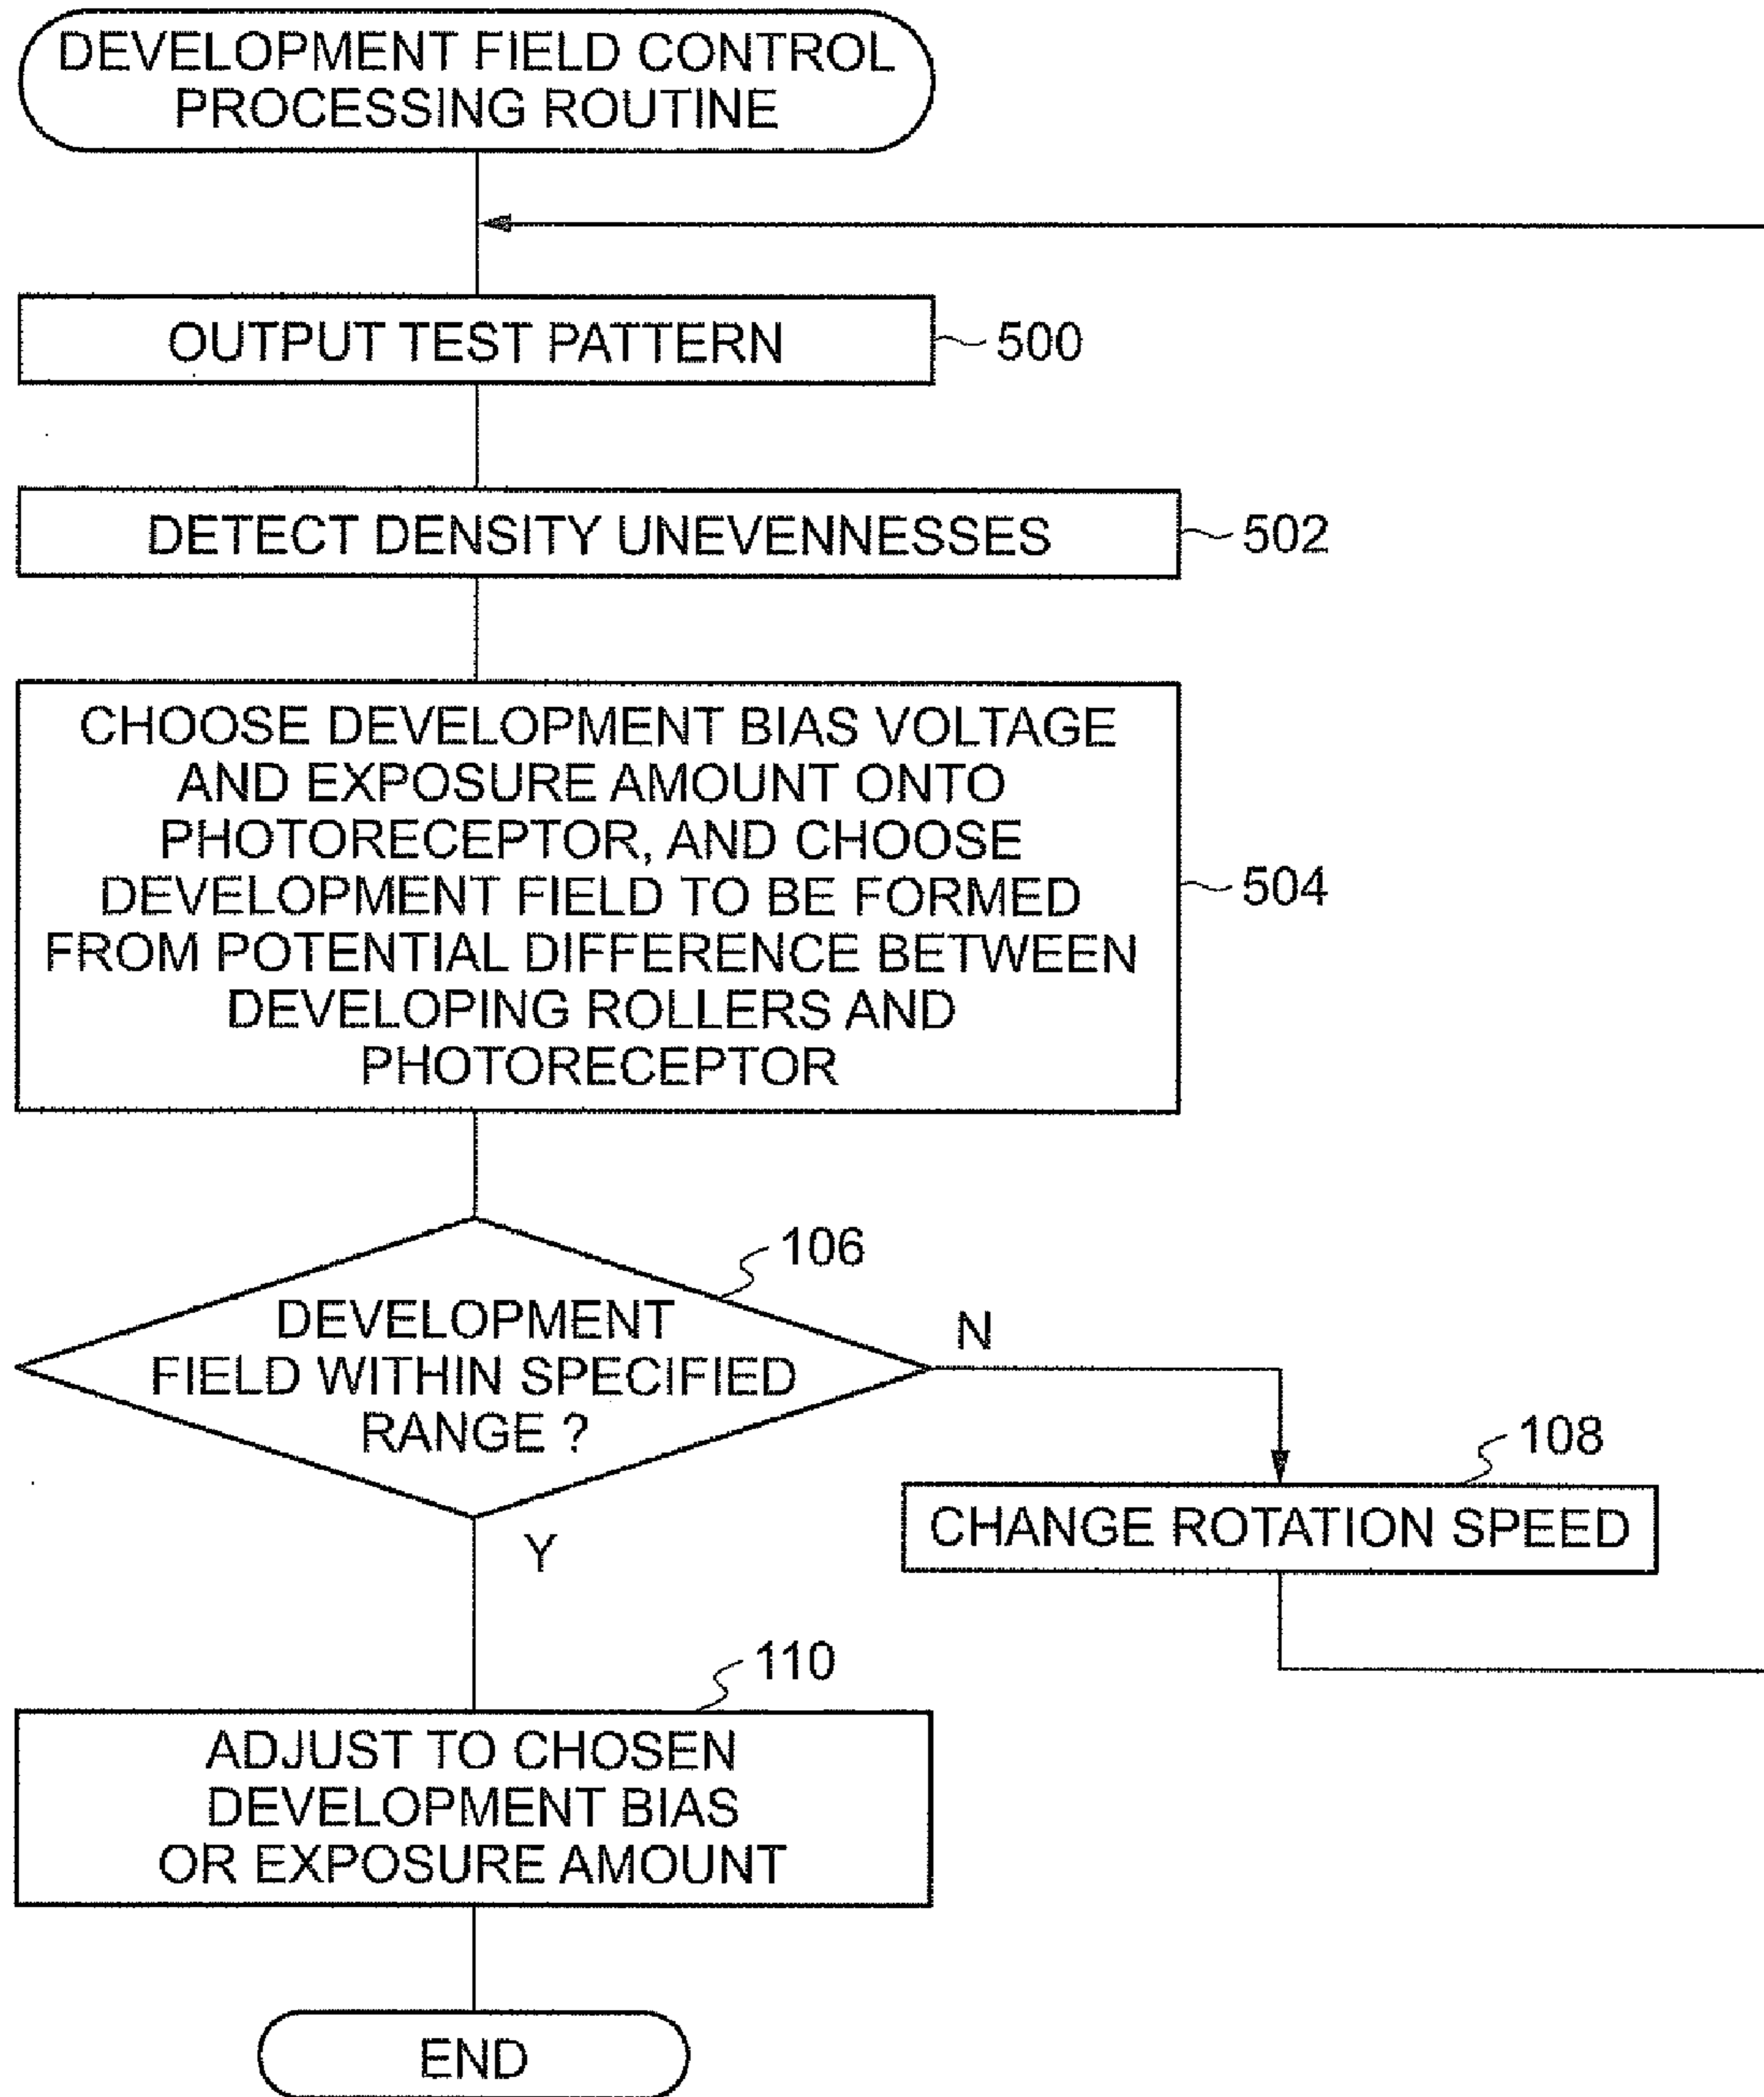 DEVELOPMENT FIELD CONTROL
PROCESSING ROUTINE
OUTPUT TEST PATTERN
500
DETECT DENSITY UNEVENNESSES
502
CHOOSE DEVELOPMENT BIAS VOLTAGE
AND EXPOSURE AMOUNT ONTO
PHOTORECEPTOR, AND CHOOSE
DEVELOPMENT FIELD TO BE FORMED
FROM POTENTIAL DIFFERENCE BETWEEN
DEVELOPING ROLLERS AND
PHOTORECEPTOR
504
106
DEVELOPMENT
FIELD WITHIN SPECIFIED
RANGE ?
N
108
CHANGE ROTATION SPEED
Y
110
ADJUST TO CHOSEN
DEVELOPMENT BIAS
OR EXPOSURE AMOUNT
END